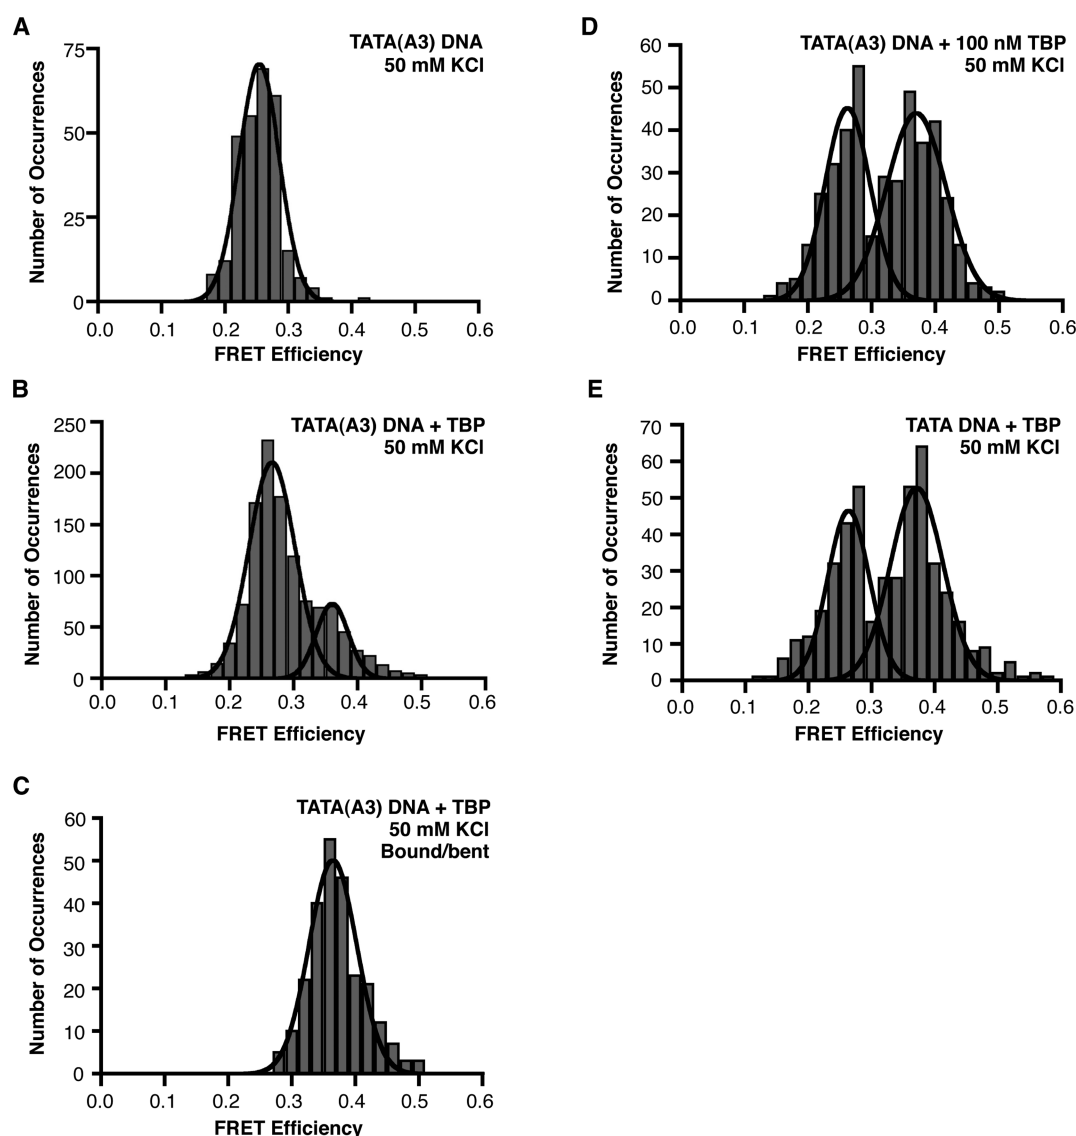 A
TATA(A3) DNA
50 mM KCl
Number of Occurrences
75
50
25
0
0.0 0.1 0.2 0.3 0.4 0.5 0.6
FRET Efficiency
B
TATA(A3) DNA + TBP
50 mM KCl
Number of Occurrences
250
200
150
100
50
0
0.0 0.1 0.2 0.3 0.4 0.5 0.6
FRET Efficiency
C
TATA(A3) DNA + TBP
50 mM KCl
Bound/bent
Number of Occurrences
60
50
40
30
20
10
0
0.0 0.1 0.2 0.3 0.4 0.5 0.6
FRET Efficiency
D
TATA(A3) DNA + 100 nM TBP
50 mM KCl
Number of Occurrences
60
50
40
30
20
10
0
0.0 0.1 0.2 0.3 0.4 0.5 0.6
FRET Efficiency
E
TATA DNA + TBP
50 mM KCl
Number of Occurrences
70
60
50
40
30
20
10
0
0.0 0.1 0.2 0.3 0.4 0.5 0.6
FRET Efficiency